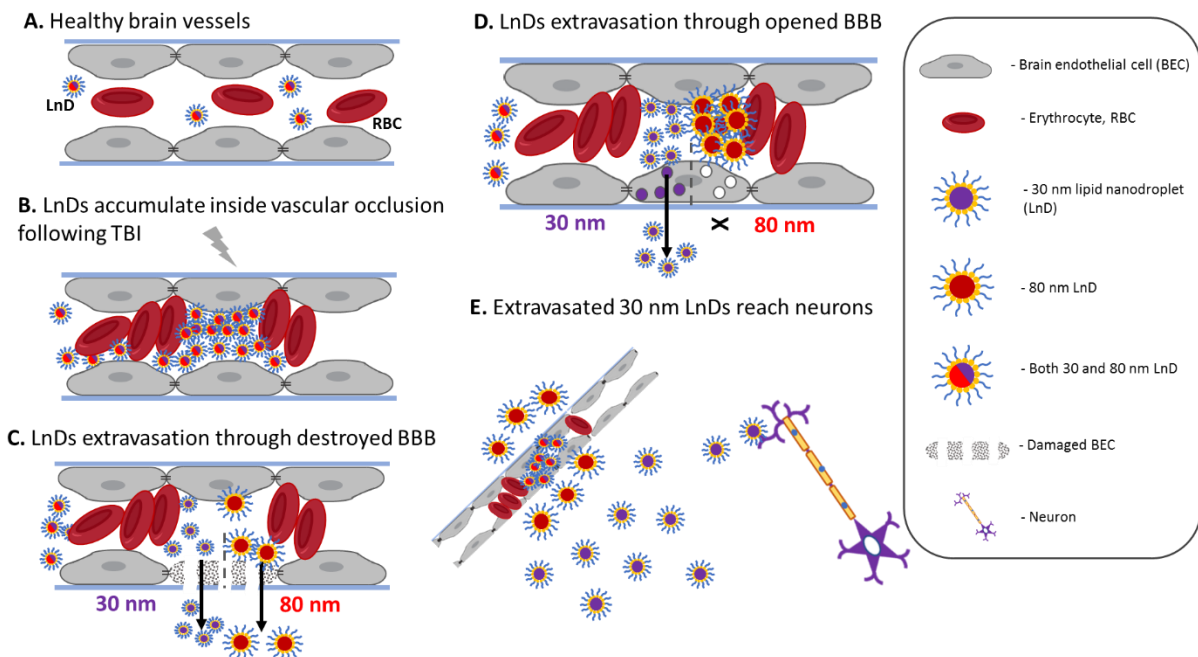 A. Healthy brain vessels
LnD
RBC
B. LnDs accumulate inside vascular occlusion
following TBI
C. LnDs extravasation through destroyed BBB
30 nm
80 nm
D. LnDs extravasation through opened BBB
30 nm
X
80 nm
E. Extravasated 30 nm LnDs reach neurons
- Brain endothelial cell (BEC)
- Erythrocyte, RBC
- 30 nm lipid nanodroplet
(LnD)
- 80 nm LnD
- Both 30 and 80 nm LnD
- Damaged BEC
- Neuron